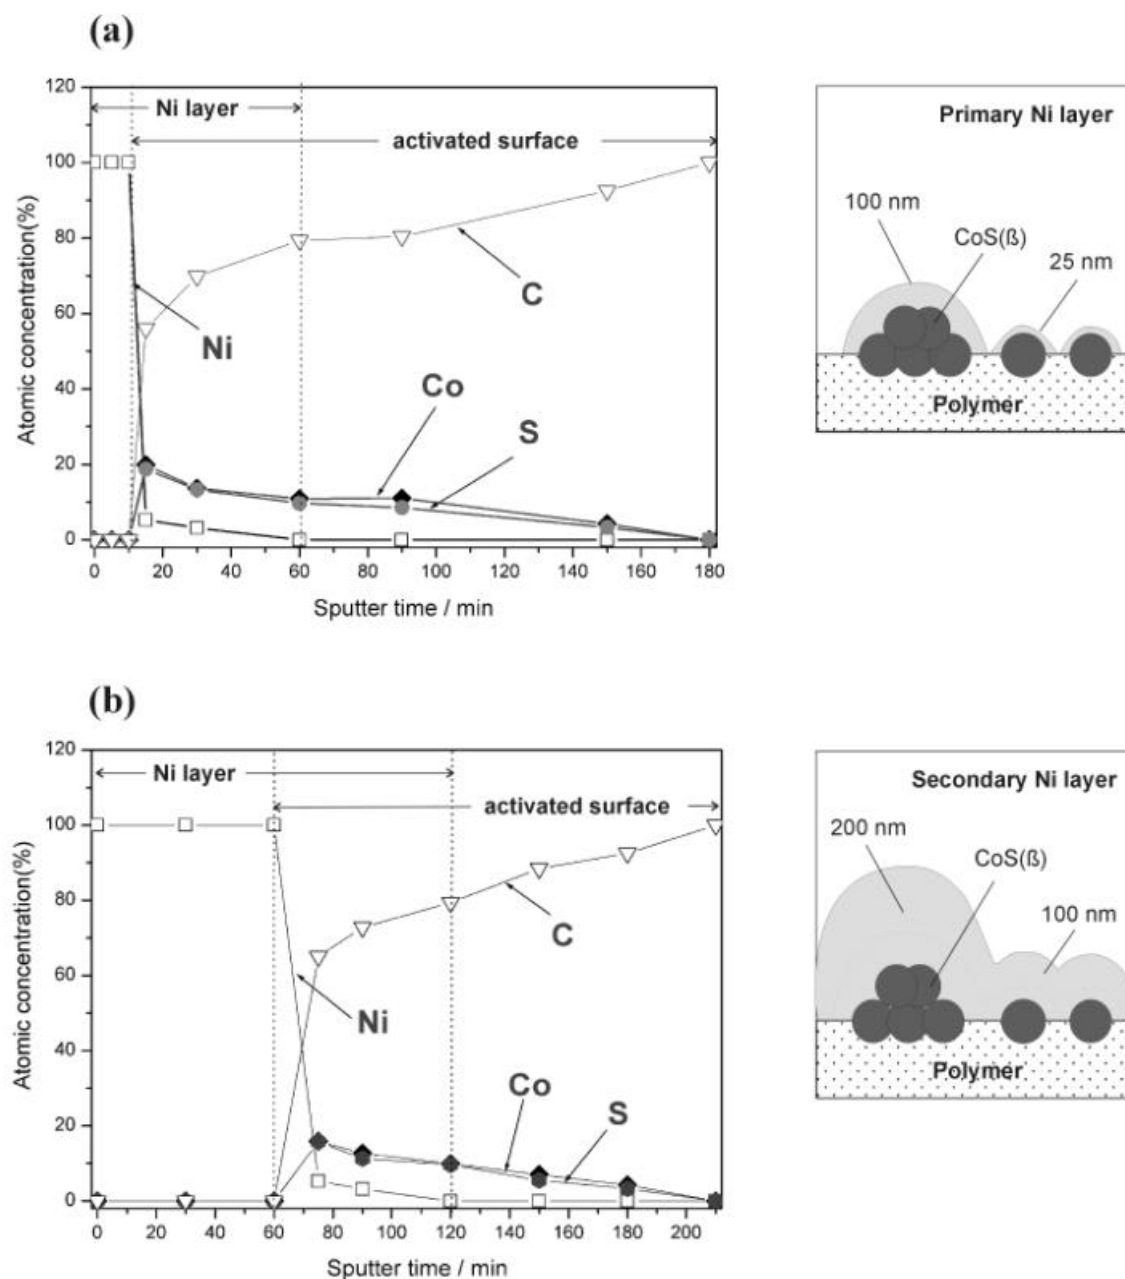 (a)
120
100
80
60
40
20
0
Atomic concentration(%)
Ni layer
activated surface
C
Ni
Co
S
0 20 40 60 80 100 120 140 160 180
Sputter time / min
Primary Ni layer
100 nm
CoS(ß)
25 nm
Polymer
(b)
120
100
80
60
40
20
0
Atomic concentration(%)
Ni layer
activated surface
C
Ni
Co
S
0 20 40 60 80 100 120 140 160 180 200
Sputter time / min
Secondary Ni layer
200 nm
CoS(ß)
100 nm
Polymer